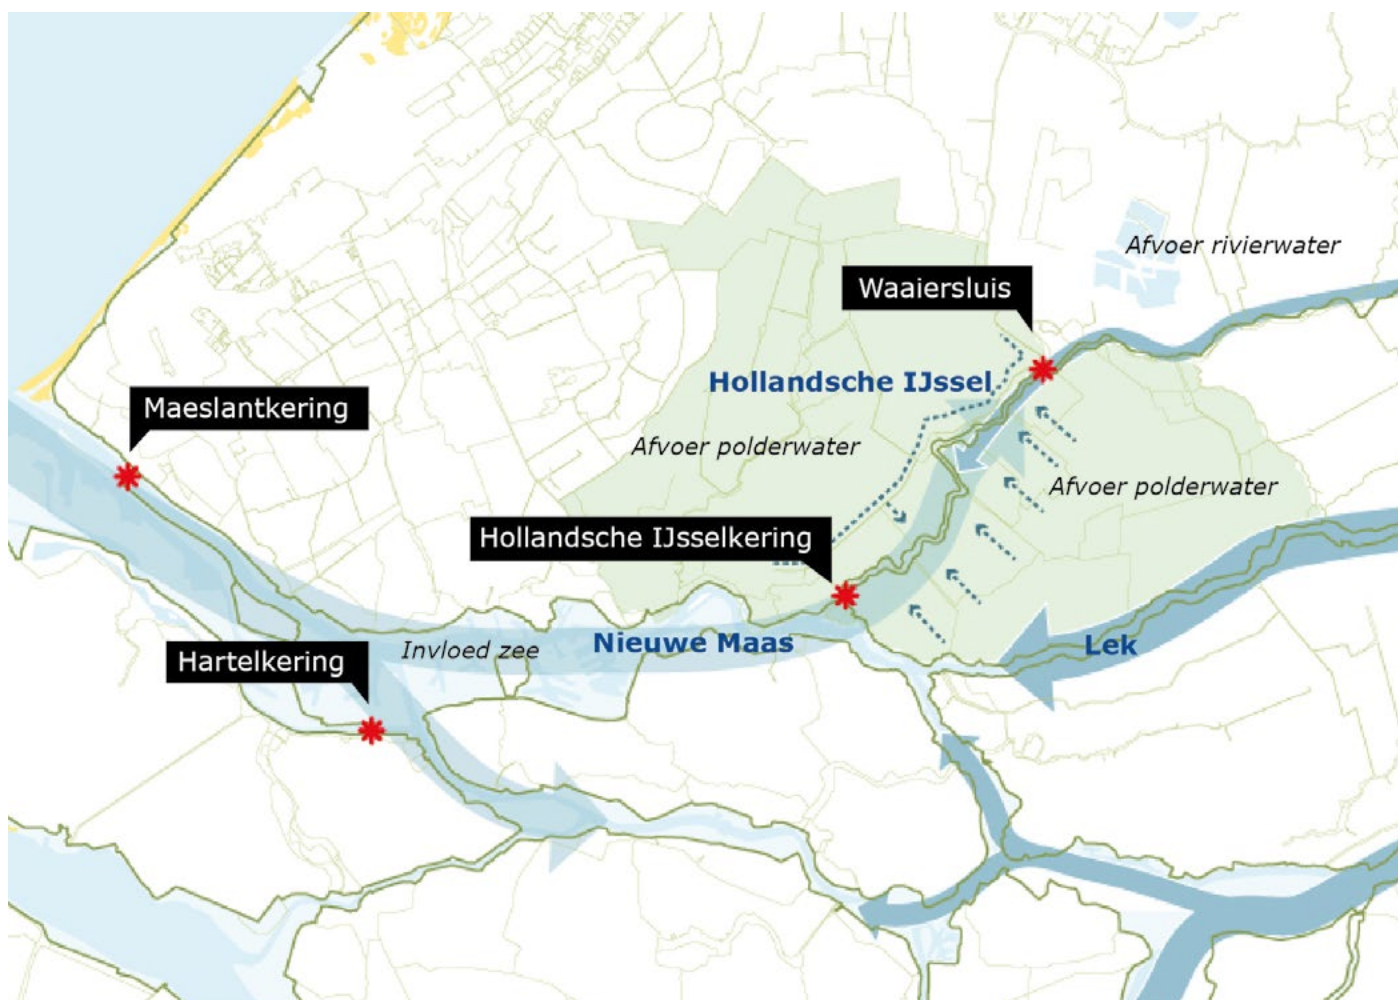 Afvoer rivierwater
Waaiersluis
Hollandsche IJssel
Maeslantkering
Afvoer polderwater
Afvoer polderwater
Hollandsche IJsselkering
Nieuwe Maas
Invloed zee
Lek
Hartelkering